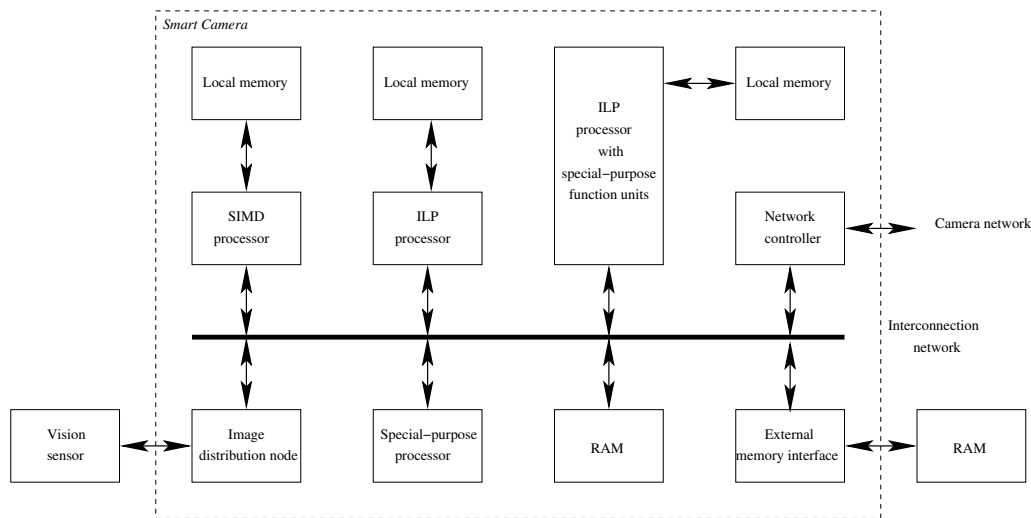 Smart Camera
Local memory
Local memory
ILP
processor
with
special−purpose
function units
Local memory
SIMD
processor
ILP
processor
Network
controller
Camera network
Interconnection
network
Vision
sensor
Image
distribution node
Special−purpose
processor
RAM
External
memory interface
RAM